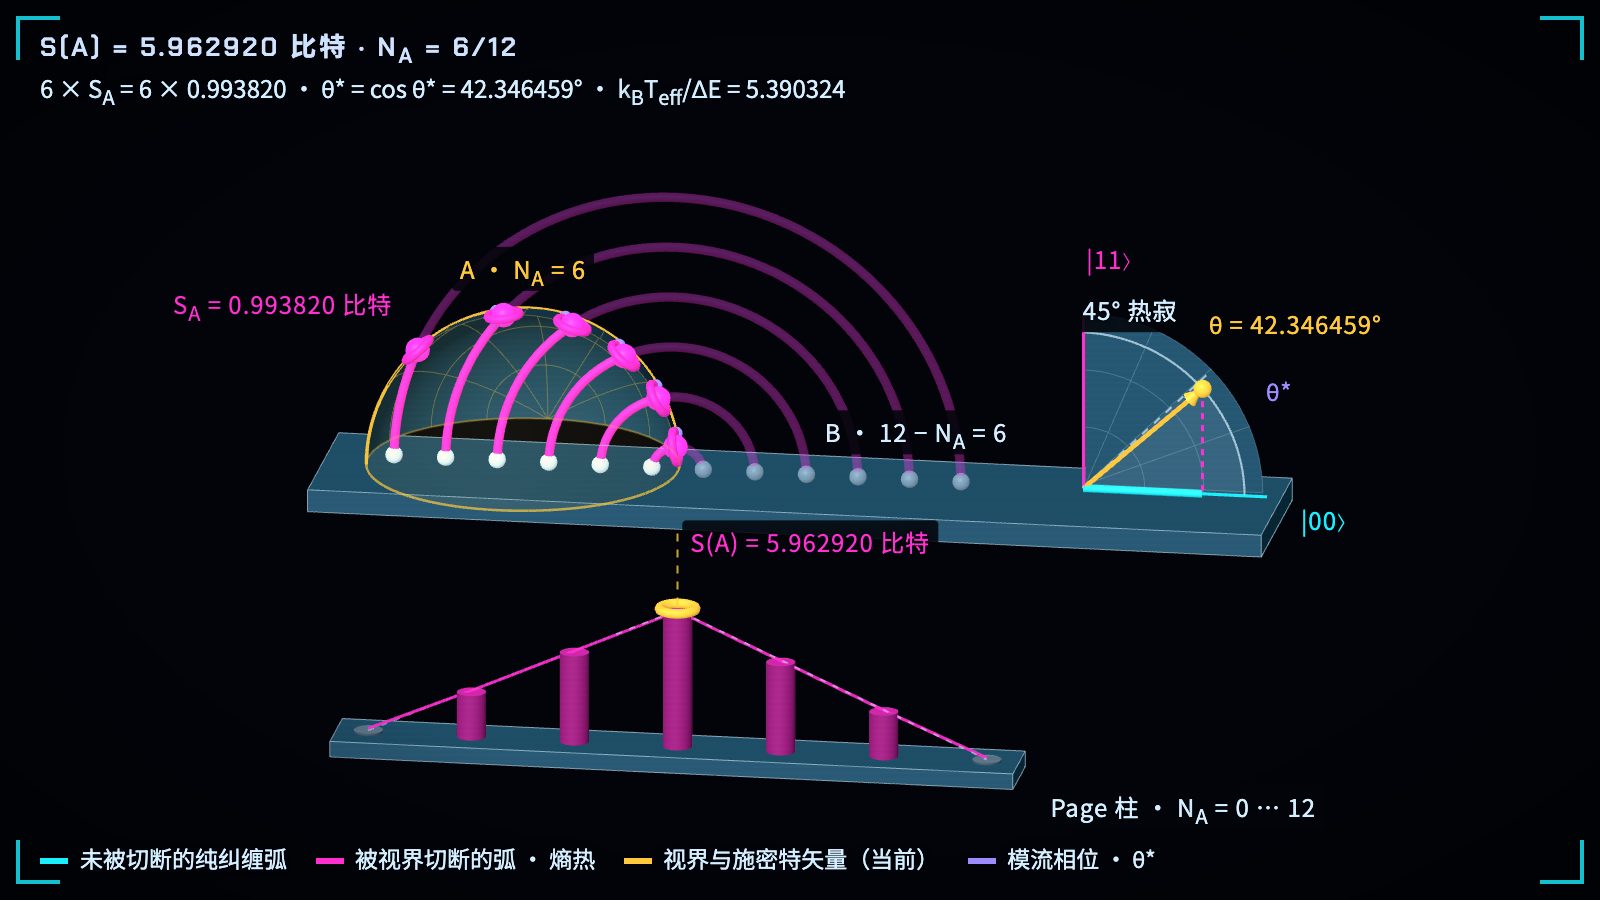 S(A) = 5.962920 比特 · N_A = 6/12
6 × S_A = 6 × 0.993820 • θ* = cos θ* = 42.346459° • k_BT_eff/ΔE = 5.390324
|11⟩
A • N_A = 6
S_A = 0.993820 比特
45° 热寂
θ = 42.346459°
θ*
B • 12 − N_A = 6
|00⟩
S(A) = 5.962920 比特
Page 柱 • N_A = 0 ⋯ 12
未被切断的纯纠缠弧
被视界切断的弧 • 熵热
视界与施密特矢量（当前）
模流相位 • θ*